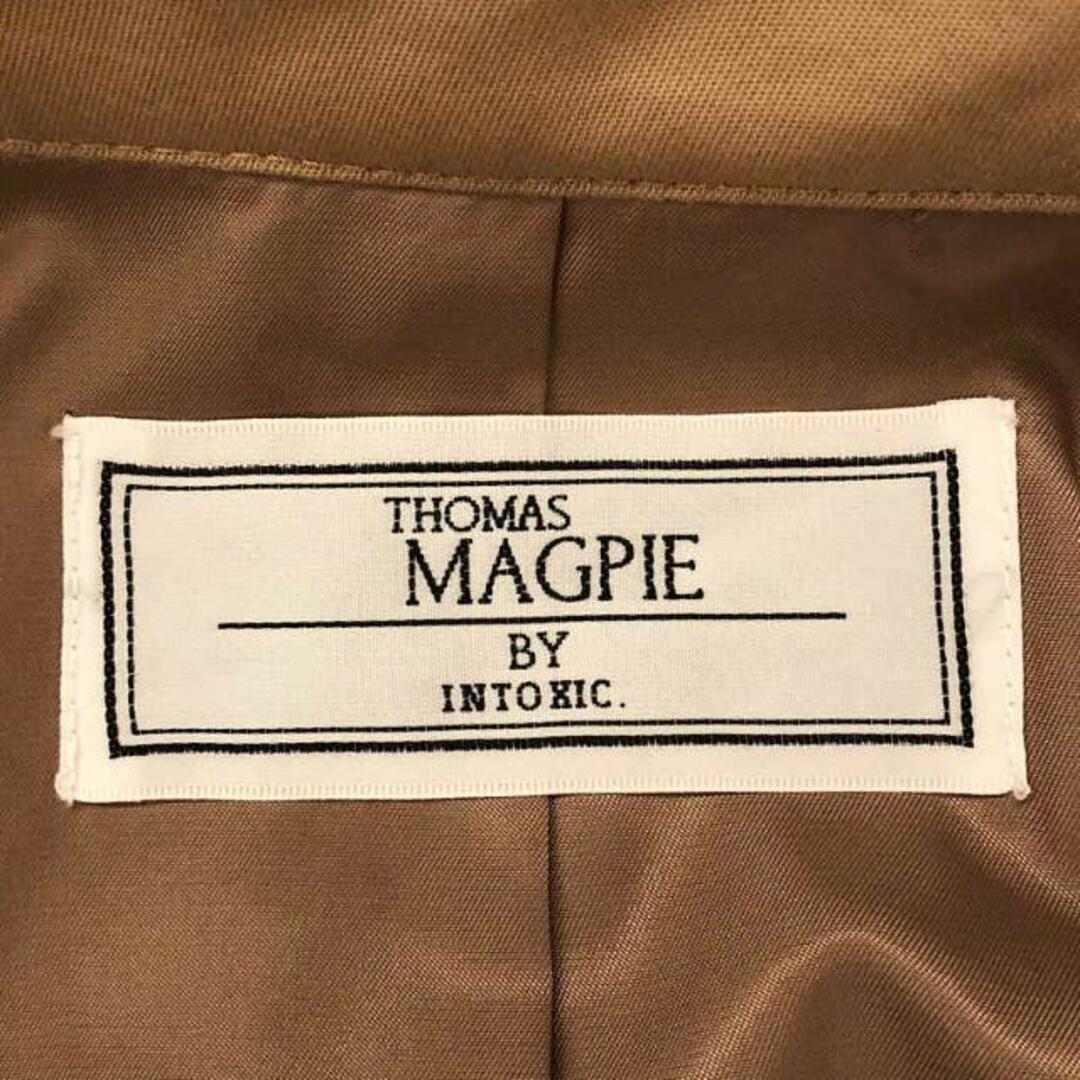 THOMAS
MAGPIE
BY
INTOXIC.